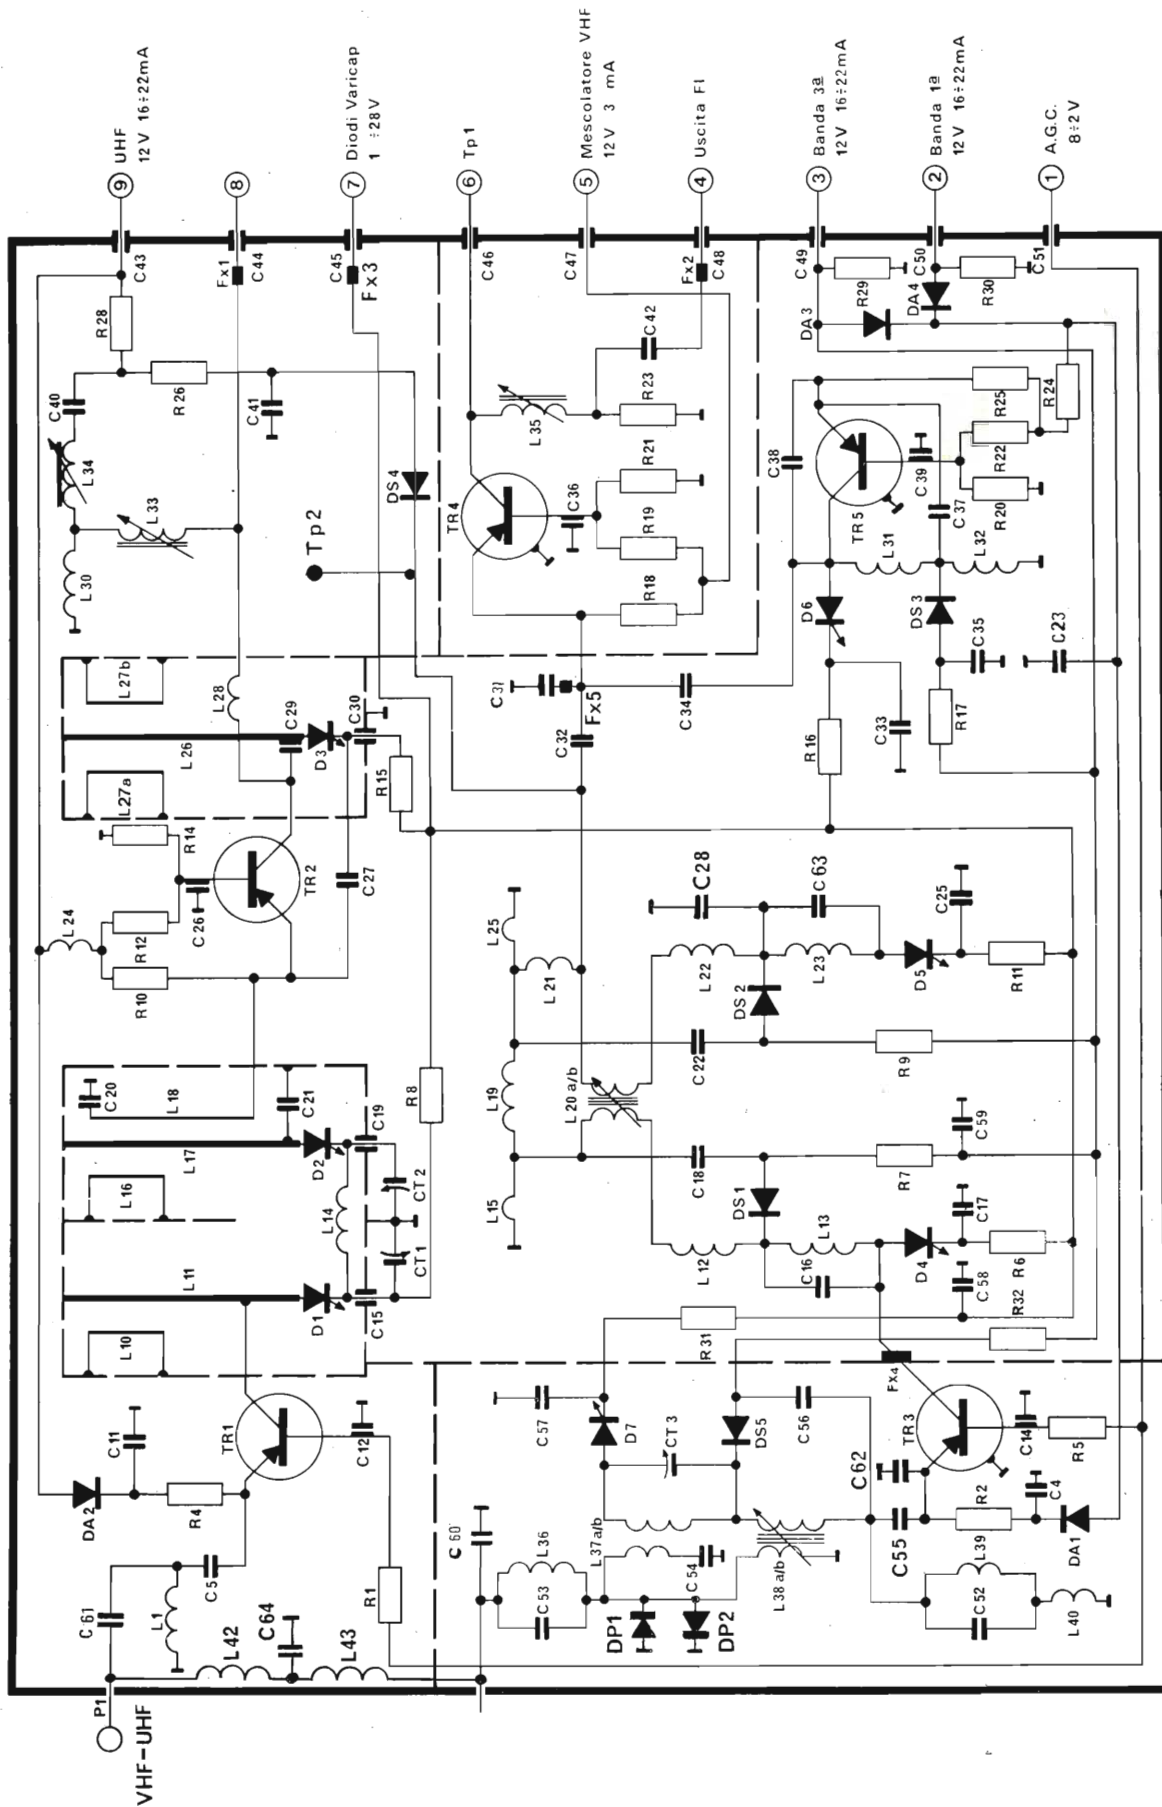 9 UHF
12 V 16÷22mA
8
7 Diodi Varicap
1 ÷28V
6 Tp1
5 Mescolatore VHF
12 V 3 mA
4 Uscita FI
3 Banda 3ª
12 V 16÷22mA
2 Banda 1ª
12 V 16÷22mA
1 A.G.C.
8÷2 V
C43
Fx1
C44
C45
Fx3
C46
C47
Fx2
C48
C49
C50
C51
R28
C40
R26
C41
L34
L33
L30
DS4
Tp2
C42
R23
L35
R21
R19
R18
C36
TR4
DA3
R29
DA4
R30
R24
R25
R22
R20
C38
C39
C37
TR5
L31
L32
D6
DS3
C35
C23
L27b
L26
L27a
L28
C29
D3
C30
R15
Fx5
C32
C34
R16
C33
R17
R14
L24
R12
R10
C26
TR2
C27
L25
L21
C28
C63
L22
L23
DS2
C25
D5
R11
C20
L18
L17
L16
L11
L10
C21
C19
D2
CT2
L14
CT1
D1
C15
R8
L19
L15
L20 a/b
C22
R9
C18
R7
C59
DS1
L12
L13
C16
C17
D4
C58
R6
R32
R31
Fx4
TR1
C12
C11
DA2
R4
C5
C57
D7
CT3
DS5
C56
TR3
C14
R5
C62
C55
R2
C4
DA1
L39
C52
L40
C61
L1
L42
C64
L43
R1
C60
L36
C53
L37a/b
C54
L38 a/b
DP1
DP2
P1
VHF-UHF